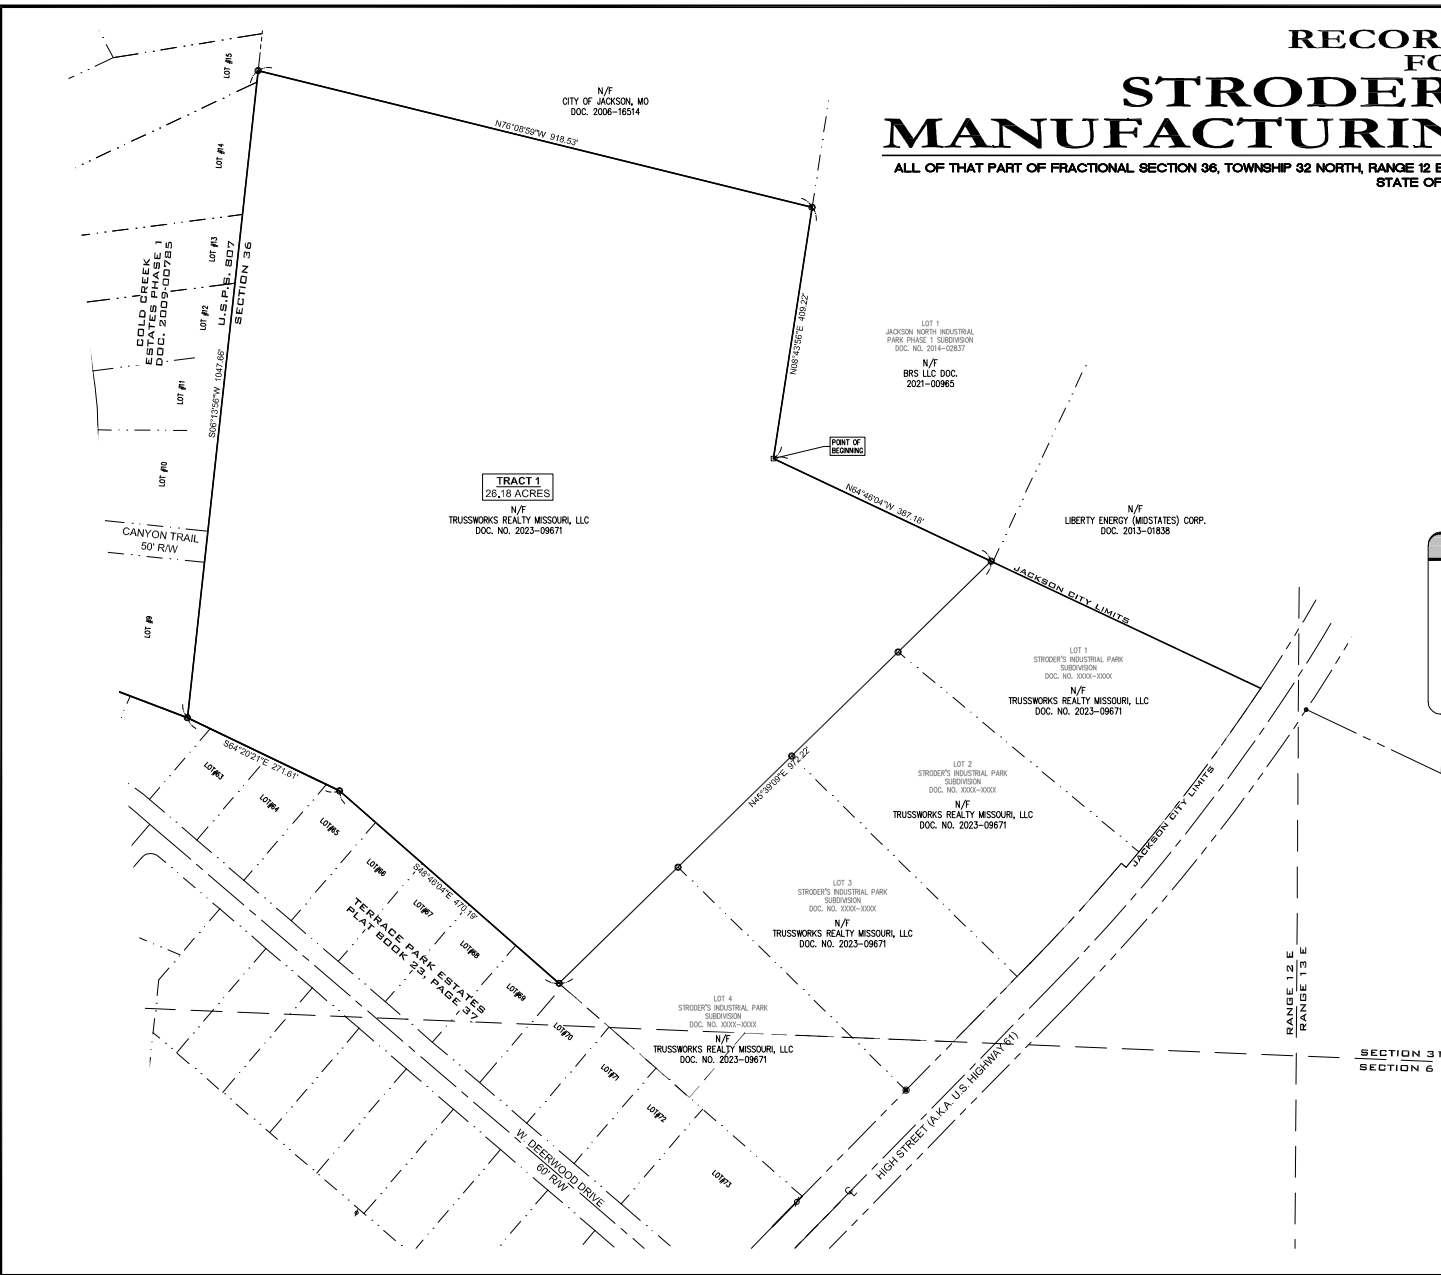 RECOR
FO
STRODER
MANUFACTURIN
ALL OF THAT PART OF FRACTIONAL SECTION 36, TOWNSHIP 32 NORTH, RANGE 12 E
STATE OF
N/F
CITY OF JACKSON, MO
DOC. 2006-16514
N76°08'59"W 918.53'
LOT #15
LOT #14
LOT #13
LOT #12
LOT #11
LOT #10
LOT #9
U.S.P.S. 807
SECTION 36
COLD CREEK
ESTATES PHASE 1
DOC. 2009-00785
S06°13'56"W 1047.66'
N08°43'56"E 409.22'
LOT 1
JACKSON NORTH INDUSTRIAL
PARK PHASE 1 SUBDIVISION
DOC. NO. 2014-02837
N/F
BRS LLC DOC.
2021-00965
POINT OF
BEGINNING
TRACT 1
26.18 ACRES
N/F
TRUSSWORKS REALTY MISSOURI, LLC
DOC. NO. 2023-09671
N64°46'04"W 387.16'
N/F
LIBERTY ENERGY (MIDSTATES) CORP.
DOC. 2013-01838
CANYON TRAIL
50' R/W
JACKSON CITY LIMITS
LOT 1
STRODER'S INDUSTRIAL PARK
SUBDIVISION
DOC. NO. XXXX-XXXX
N/F
TRUSSWORKS REALTY MISSOURI, LLC
DOC. NO. 2023-09671
S64°20'21"E 271.61'
N45°39'09"E 972.22'
LOT 2
STRODER'S INDUSTRIAL PARK
SUBDIVISION
DOC. NO. XXXX-XXXX
N/F
TRUSSWORKS REALTY MISSOURI, LLC
DOC. NO. 2023-09671
JACKSON CITY LIMITS
LOT#63
LOT#64
LOT#65
LOT#66
LOT#67
LOT#68
LOT#69
LOT#70
LOT#71
LOT#72
LOT#73
S48°46'04"E 470.19'
TERRACE PARK ESTATES
PLAT BOOK 23, PAGE 37
LOT 3
STRODER'S INDUSTRIAL PARK
SUBDIVISION
DOC. NO. XXXX-XXXX
N/F
TRUSSWORKS REALTY MISSOURI, LLC
DOC. NO. 2023-09671
LOT 4
STRODER'S INDUSTRIAL PARK
SUBDIVISION
DOC. NO. XXXX-XXXX
N/F
TRUSSWORKS REALTY MISSOURI, LLC
DOC. NO. 2023-09671
RANGE 12 E
RANGE 13 E
SECTION 31
SECTION 6
HIGH STREET (A.K.A. U.S. HIGHWAY 61)
W. DEERWOOD DRIVE
60' R/W